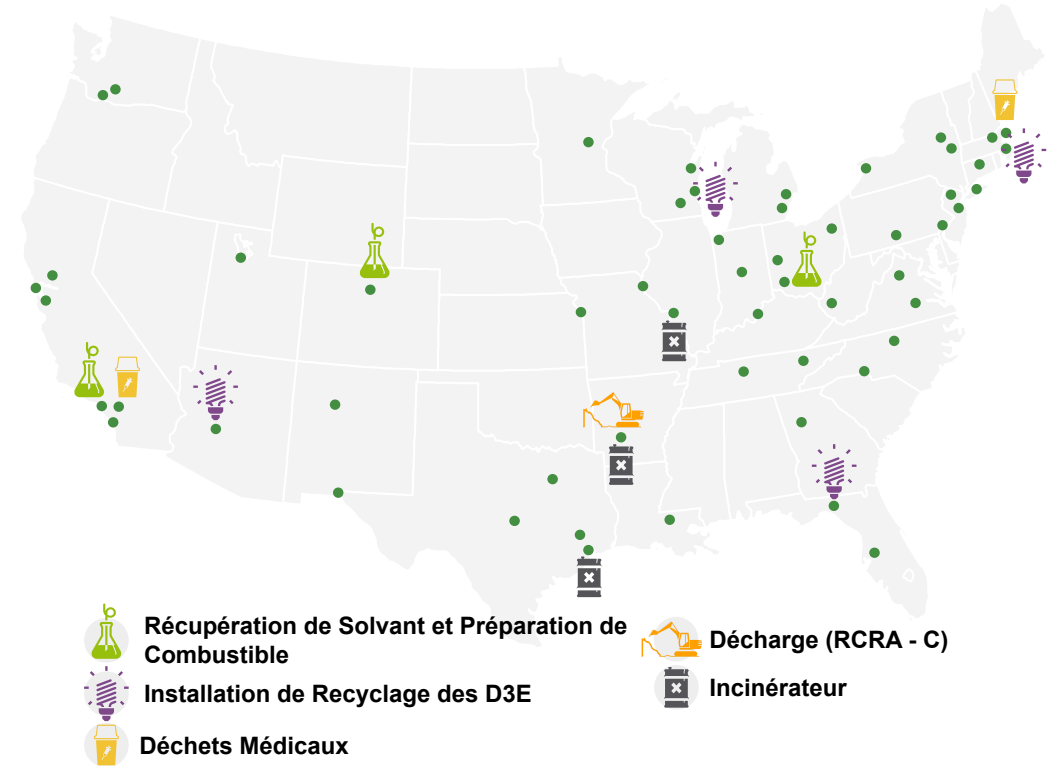 Récupération de Solvant et Préparation de
Combustible
Installation de Recyclage des D3E
Déchets Médicaux
Décharge (RCRA - C)
Incinérateur